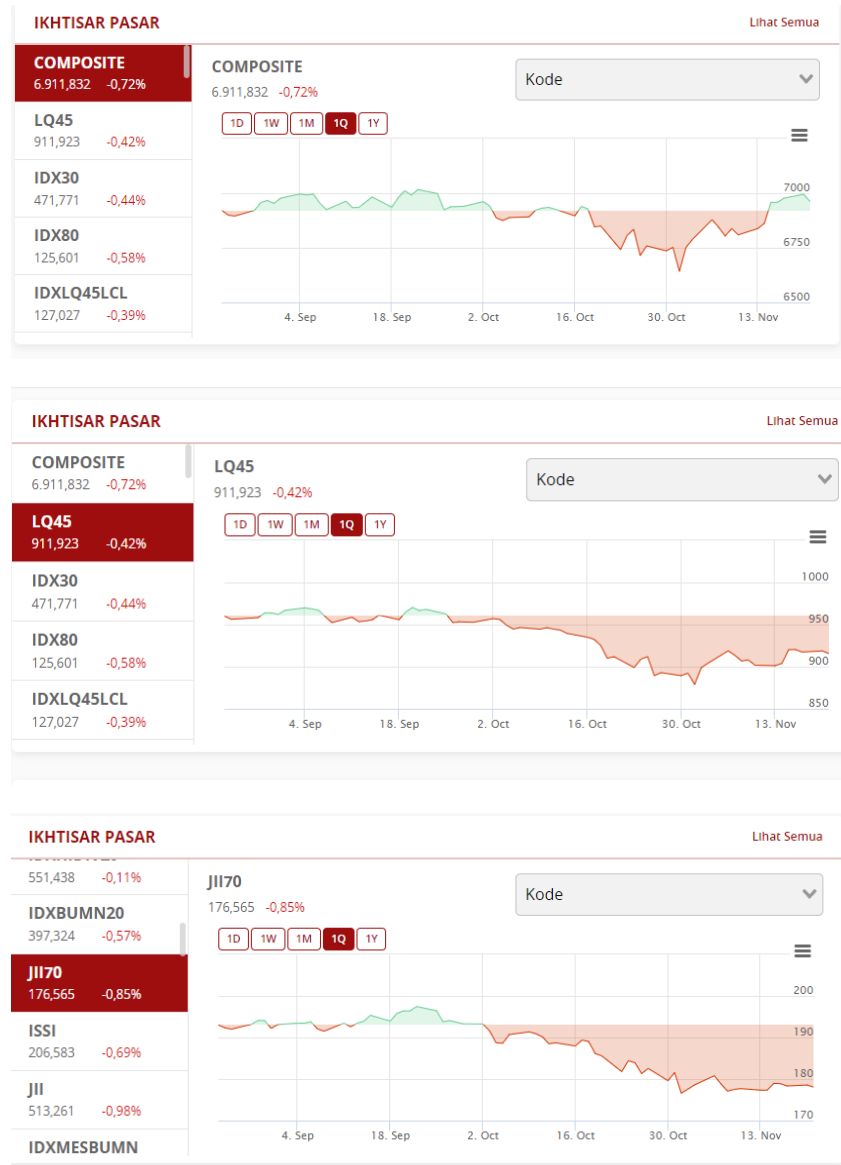 IKHTISAR PASAR
Lihat Semua
COMPOSITE
6.911,832 -0,72%
LQ45
911,923 -0,42%
IDX30
471,771 -0,44%
IDX80
125,601 -0,58%
IDXLQ45LCL
127,027 -0,39%
COMPOSITE
6.911,832 -0,72%
Kode
1D 1W 1M 1Q 1Y
7000
6750
6500
4. Sep 18. Sep 2. Oct 16. Oct 30. Oct 13. Nov
IKHTISAR PASAR
Lihat Semua
COMPOSITE
6.911,832 -0,72%
LQ45
911,923 -0,42%
IDX30
471,771 -0,44%
IDX80
125,601 -0,58%
IDXLQ45LCL
127,027 -0,39%
LQ45
911,923 -0,42%
Kode
1D 1W 1M 1Q 1Y
1000
950
900
850
4. Sep 18. Sep 2. Oct 16. Oct 30. Oct 13. Nov
IKHTISAR PASAR
Lihat Semua
551,438 -0,11%
IDXBUMN20
397,324 -0,57%
JII70
176,565 -0,85%
ISSI
206,583 -0,69%
JII
513,261 -0,98%
IDXMESBUMN
JII70
176,565 -0,85%
Kode
1D 1W 1M 1Q 1Y
200
190
180
170
4. Sep 18. Sep 2. Oct 16. Oct 30. Oct 13. Nov